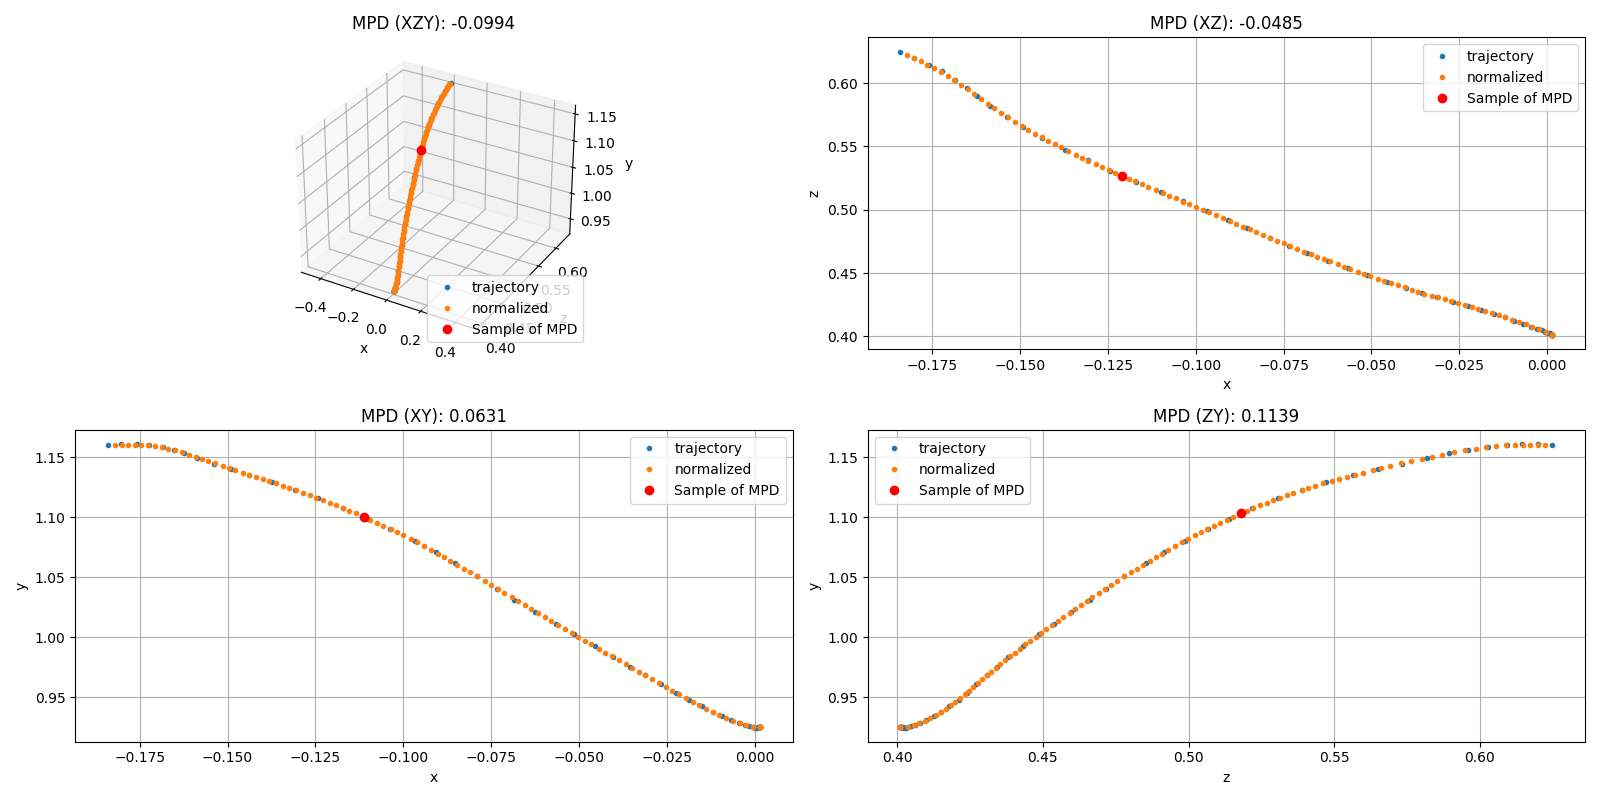 MPD (XZY): -0.0994
1.15
1.10
1.05
1.00
0.95
y
−0.4
−0.2
0.0
0.2
0.4
x
0.60
0.55
0.50
0.45
0.40
z
trajectory
normalized
Sample of MPD
MPD (XZ): -0.0485
trajectory
normalized
Sample of MPD
0.60
0.55
0.50
0.45
0.40
z
−0.175
−0.150
−0.125
−0.100
−0.075
−0.050
−0.025
0.000
x
MPD (XY): 0.0631
trajectory
normalized
Sample of MPD
1.15
1.10
1.05
1.00
0.95
y
−0.175
−0.150
−0.125
−0.100
−0.075
−0.050
−0.025
0.000
x
MPD (ZY): 0.1139
trajectory
normalized
Sample of MPD
1.15
1.10
1.05
1.00
0.95
y
0.40
0.45
0.50
0.55
0.60
z